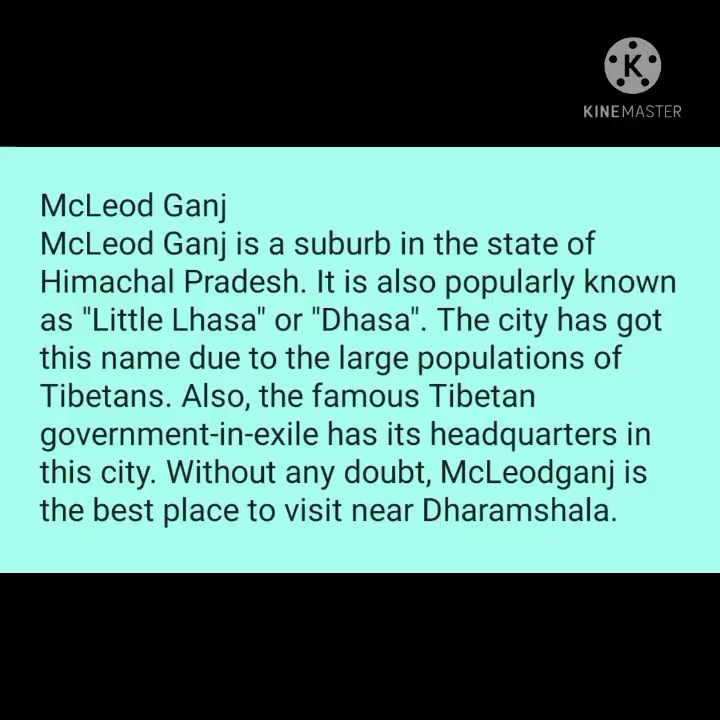 K
KINEMASTER
McLeod Ganj
McLeod Ganj is a suburb in the state of
Himachal Pradesh. It is also popularly known
as "Little Lhasa" or "Dhasa". The city has got
this name due to the large populations of
Tibetans. Also, the famous Tibetan
government-in-exile has its headquarters in
this city. Without any doubt, McLeodganj is
the best place to visit near Dharamshala.